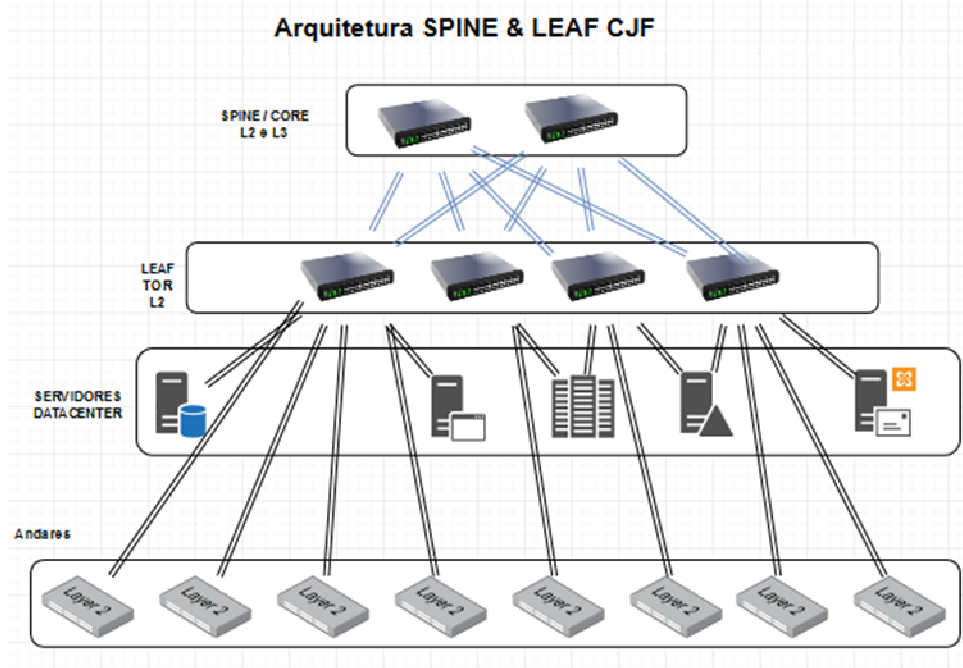 Arquitetura SPINE & LEAF CJF
SPINE / CORE
L2 e L3
LEAF
TOR
L2
SERVIDORES
DATACENTER
Andares
Layer 2
Layer 2
Layer 2
Layer 2
Layer 2
Layer 2
Layer 2
Layer 2